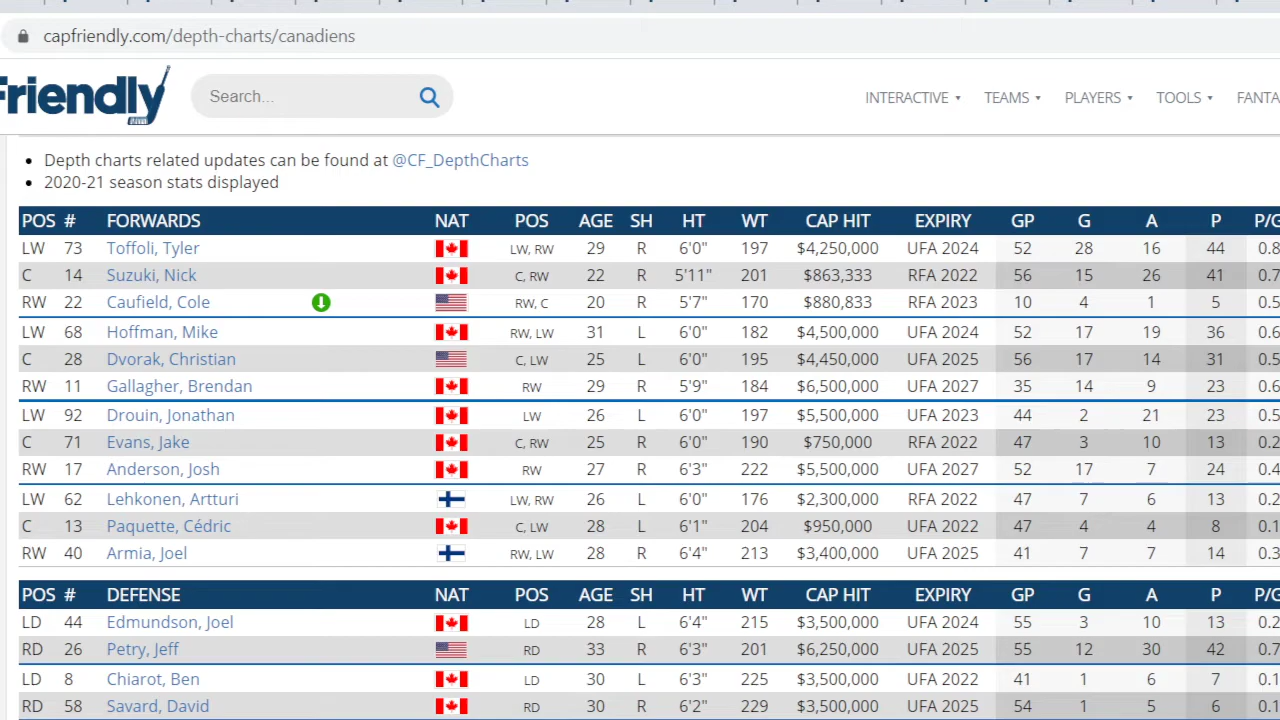 capfriendly.com/depth-charts/canadiens
Friendly Search... INTERACTIVE ▾ TEAMS ▾ PLAYERS ▾ TOOLS ▾ FANTA
• Depth charts related updates can be found at @CF_DepthCharts
• 2020-21 season stats displayed
POS # FORWARDS NAT POS AGE SH HT WT CAP HIT EXPIRY GP G A P P/G
LW 73 Toffoli, Tyler LW, RW 29 R 6'0" 197 $4,250,000 UFA 2024 52 28 16 44 0.8
C 14 Suzuki, Nick C, RW 22 R 5'11" 201 $863,333 RFA 2022 56 15 26 41 0.7
RW 22 Caufield, Cole RW, C 20 R 5'7" 170 $880,833 RFA 2023 10 4 1 5 0.5
LW 68 Hoffman, Mike RW, LW 31 L 6'0" 182 $4,500,000 UFA 2024 52 17 19 36 0.6
C 28 Dvorak, Christian C, LW 25 L 6'0" 195 $4,450,000 UFA 2025 56 17 14 31 0.5
RW 11 Gallagher, Brendan RW 29 R 5'9" 184 $6,500,000 UFA 2027 35 14 9 23 0.6
LW 92 Drouin, Jonathan LW 26 L 6'0" 197 $5,500,000 UFA 2023 44 2 21 23 0.5
C 71 Evans, Jake C, RW 25 R 6'0" 190 $750,000 RFA 2022 47 3 10 13 0.2
RW 17 Anderson, Josh RW 27 R 6'3" 222 $5,500,000 UFA 2027 52 17 7 24 0.4
LW 62 Lehkonen, Artturi LW, RW 26 L 6'0" 176 $2,300,000 RFA 2022 47 7 6 13 0.2
C 13 Paquette, Cédric C, LW 28 L 6'1" 204 $950,000 UFA 2022 47 4 4 8 0.1
RW 40 Armia, Joel RW, LW 28 R 6'4" 213 $3,400,000 UFA 2025 41 7 7 14 0.3
POS # DEFENSE NAT POS AGE SH HT WT CAP HIT EXPIRY GP G A P P/G
LD 44 Edmundson, Joel LD 28 L 6'4" 215 $3,500,000 UFA 2024 55 3 10 13 0.2
RD 26 Petry, Jeff RD 33 R 6'3" 201 $6,250,000 UFA 2025 55 12 30 42 0.7
LD 8 Chiarot, Ben LD 30 L 6'3" 225 $3,500,000 UFA 2022 41 1 6 7 0.1
RD 58 Savard, David RD 30 R 6'2" 229 $3,500,000 UFA 2025 54 1 5 6 0.1